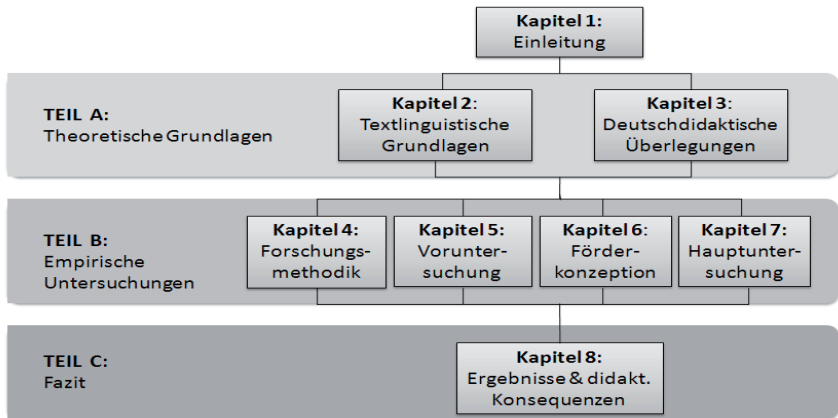 Kapitel 1:
Einleitung
TEIL A:
Theoretische Grundlagen
Kapitel 2:
Textlinguistische
Grundlagen
Kapitel 3:
Deutschdidaktische
Überlegungen
TEIL B:
Empirische
Untersuchungen
Kapitel 4:
Forschungs-
methodik
Kapitel 5:
Vorunter-
suchung
Kapitel 6:
Förder-
konzeption
Kapitel 7:
Hauptunter-
suchung
TEIL C:
Fazit
Kapitel 8:
Ergebnisse & didakt.
Konsequenzen